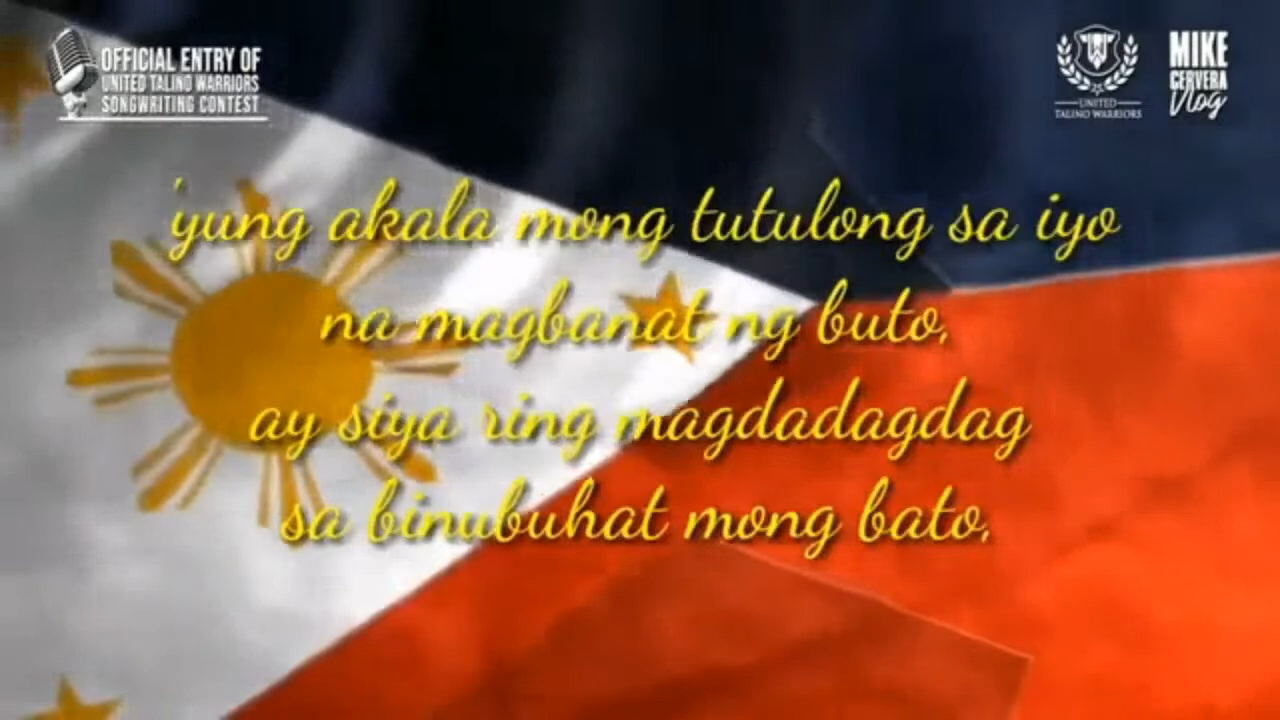 OFFICIAL ENTRY OF
UNITED TALINO WARRIORS
SONGWRITING CONTEST
UNITED
TALINO WARRIORS
MIKE
CERVERA
Vlog
'yung akala mong tutulong sa iyo
na magbanat ng buto,
ay siya ring magdadagdag
sa binubuhat mong bato,